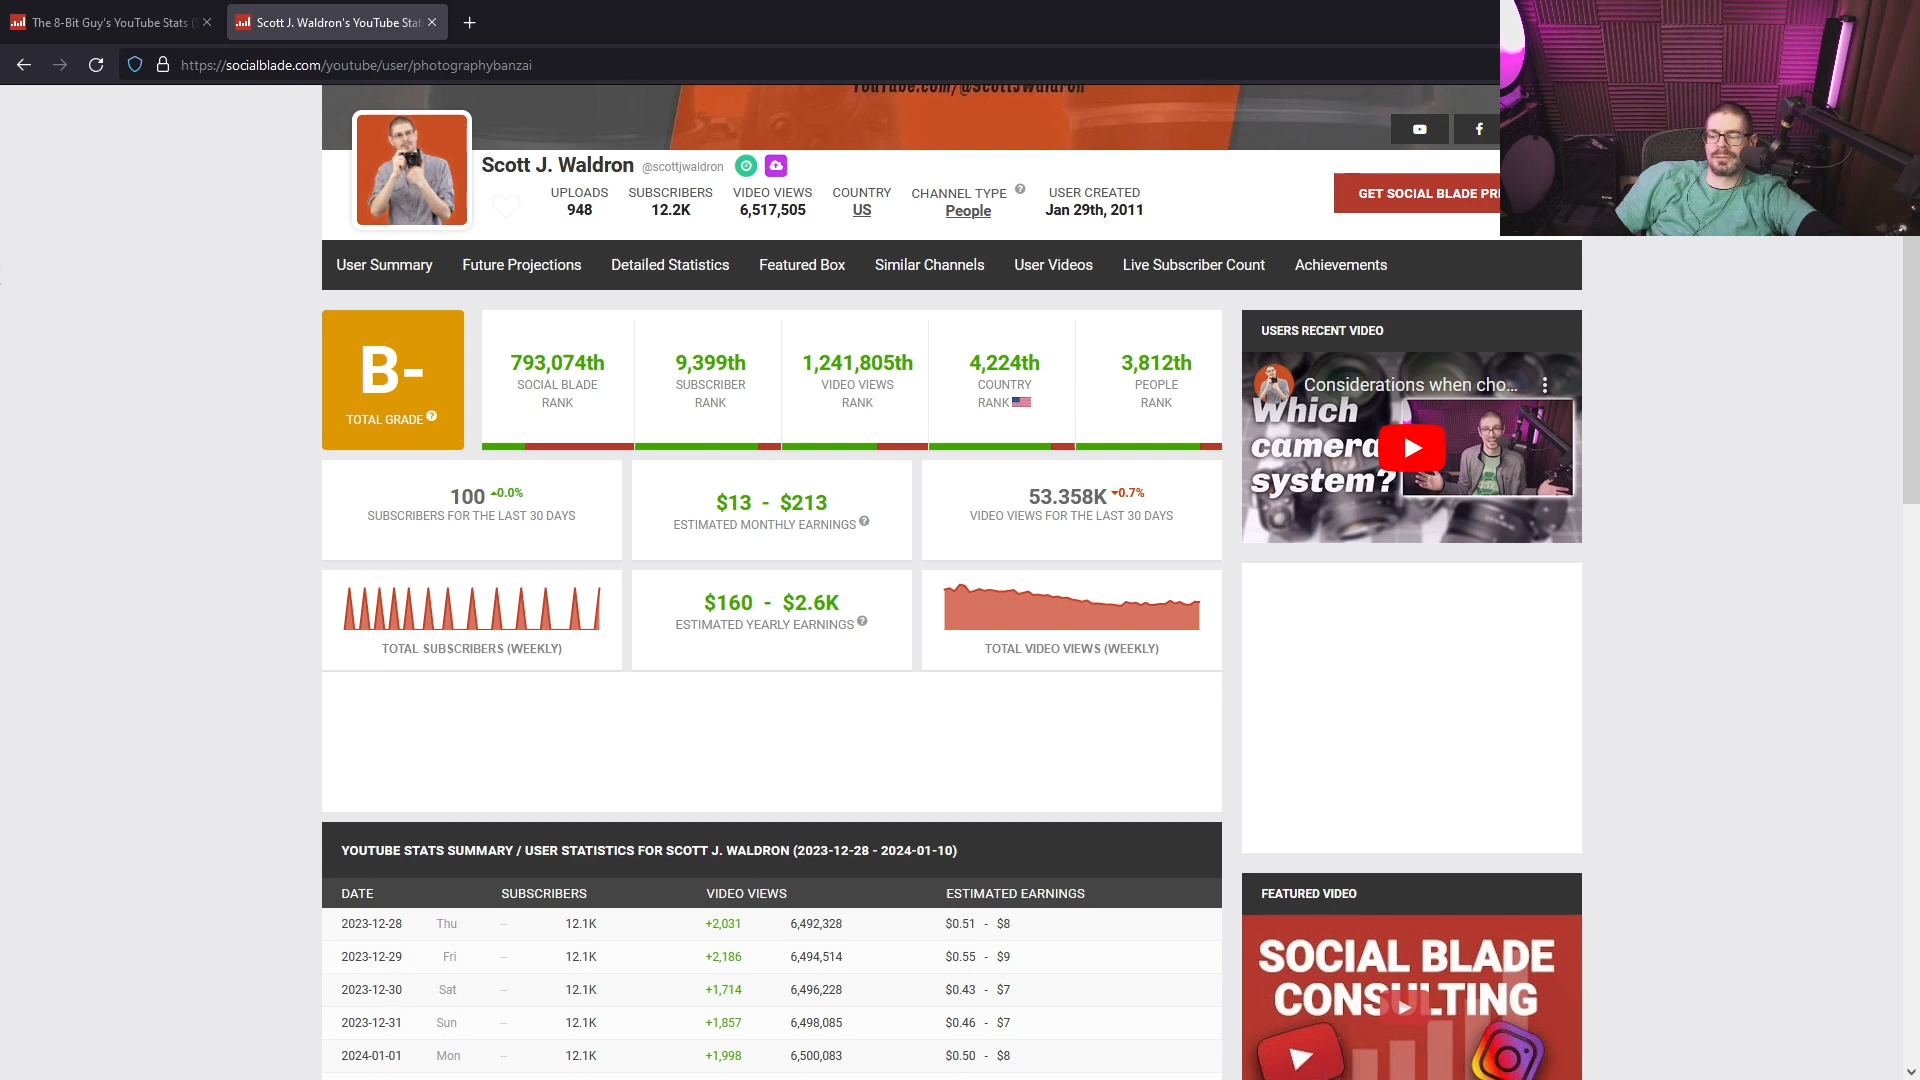 The 8-Bit Guy's YouTube Stats (
Scott J. Waldron's YouTube Stat
https://socialblade.com/youtube/user/photographybanzai
YouTube.com/@ScottJWaldron
Scott J. Waldron @scottjwaldron
UPLOADS SUBSCRIBERS VIDEO VIEWS COUNTRY CHANNEL TYPE USER CREATED
948 12.2K 6,517,505 US People Jan 29th, 2011
GET SOCIAL BLADE PRE
User Summary Future Projections Detailed Statistics Featured Box Similar Channels User Videos Live Subscriber Count Achievements
B-
TOTAL GRADE
793,074th
SOCIAL BLADE
RANK
9,399th
SUBSCRIBER
RANK
1,241,805th
VIDEO VIEWS
RANK
4,224th
COUNTRY
RANK
3,812th
PEOPLE
RANK
100 0.0%
SUBSCRIBERS FOR THE LAST 30 DAYS
$13 - $213
ESTIMATED MONTHLY EARNINGS
53.358K 0.7%
VIDEO VIEWS FOR THE LAST 30 DAYS
TOTAL SUBSCRIBERS (WEEKLY)
$160 - $2.6K
ESTIMATED YEARLY EARNINGS
TOTAL VIDEO VIEWS (WEEKLY)
USERS RECENT VIDEO
Considerations when cho...
Which
camera
system?
YOUTUBE STATS SUMMARY / USER STATISTICS FOR SCOTT J. WALDRON (2023-12-28 - 2024-01-10)
DATE SUBSCRIBERS VIDEO VIEWS ESTIMATED EARNINGS
2023-12-28 Thu -- 12.1K +2,031 6,492,328 $0.51 - $8
2023-12-29 Fri -- 12.1K +2,186 6,494,514 $0.55 - $9
2023-12-30 Sat -- 12.1K +1,714 6,496,228 $0.43 - $7
2023-12-31 Sun -- 12.1K +1,857 6,498,085 $0.46 - $7
2024-01-01 Mon -- 12.1K +1,998 6,500,083 $0.50 - $8
FEATURED VIDEO
SOCIAL BLADE
CONSULTING